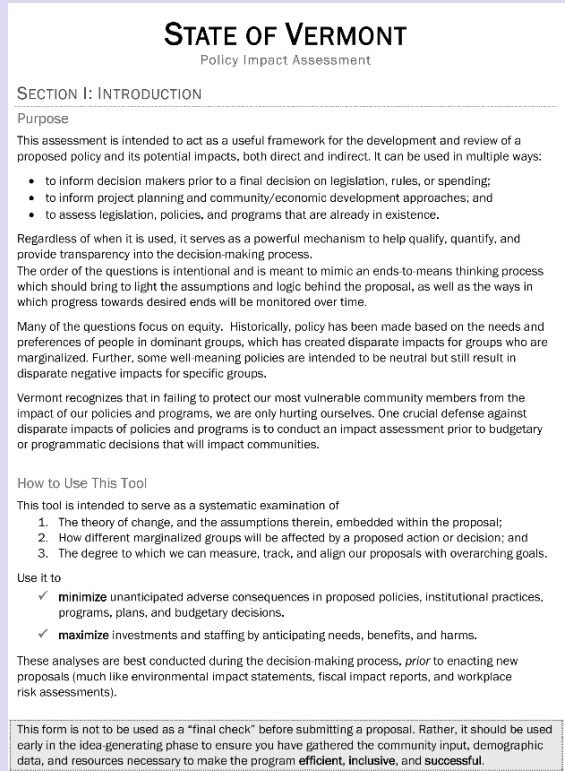 STATE OF VERMONT
Policy Impact Assessment
SECTION I: INTRODUCTION
Purpose
This assessment is intended to act as a useful framework for the development and review of a
proposed policy and its potential impacts, both direct and indirect. It can be used in multiple ways:
• to inform decision makers prior to a final decision on legislation, rules, or spending;
• to inform project planning and community/economic development approaches; and
• to assess legislation, policies, and programs that are already in existence.
Regardless of when it is used, it serves as a powerful mechanism to help qualify, quantify, and
provide transparency into the decision-making process.
The order of the questions is intentional and is meant to mimic an ends-to-means thinking process
which should bring to light the assumptions and logic behind the proposal, as well as the ways in
which progress towards desired ends will be monitored over time.
Many of the questions focus on equity. Historically, policy has been made based on the needs and
preferences of people in dominant groups, which has created disparate impacts for groups who are
marginalized. Further, some well-meaning policies are intended to be neutral but still result in
disparate negative impacts for specific groups.
Vermont recognizes that in failing to protect our most vulnerable community members from the
impact of our policies and programs, we are only hurting ourselves. One crucial defense against
disparate impacts of policies and programs is to conduct an impact assessment prior to budgetary
or programmatic decisions that will impact communities.
How to Use This Tool
This tool is intended to serve as a systematic examination of
1. The theory of change, and the assumptions therein, embedded within the proposal;
2. How different marginalized groups will be affected by a proposed action or decision; and
3. The degree to which we can measure, track, and align our proposals with overarching goals.
Use it to
✓ minimize unanticipated adverse consequences in proposed policies, institutional practices,
programs, plans, and budgetary decisions.
✓ maximize investments and staffing by anticipating needs, benefits, and harms.
These analyses are best conducted during the decision-making process, prior to enacting new
proposals (much like environmental impact statements, fiscal impact reports, and workplace
risk assessments).
This form is not to be used as a “final check” before submitting a proposal. Rather, it should be used
early in the idea-generating phase to ensure you have gathered the community input, demographic
data, and resources necessary to make the program efficient, inclusive, and successful.